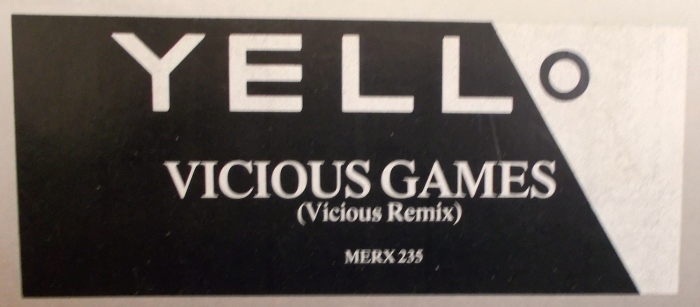 YELLO
VICIOUS GAMES
(Vicious Remix)
MERX 235